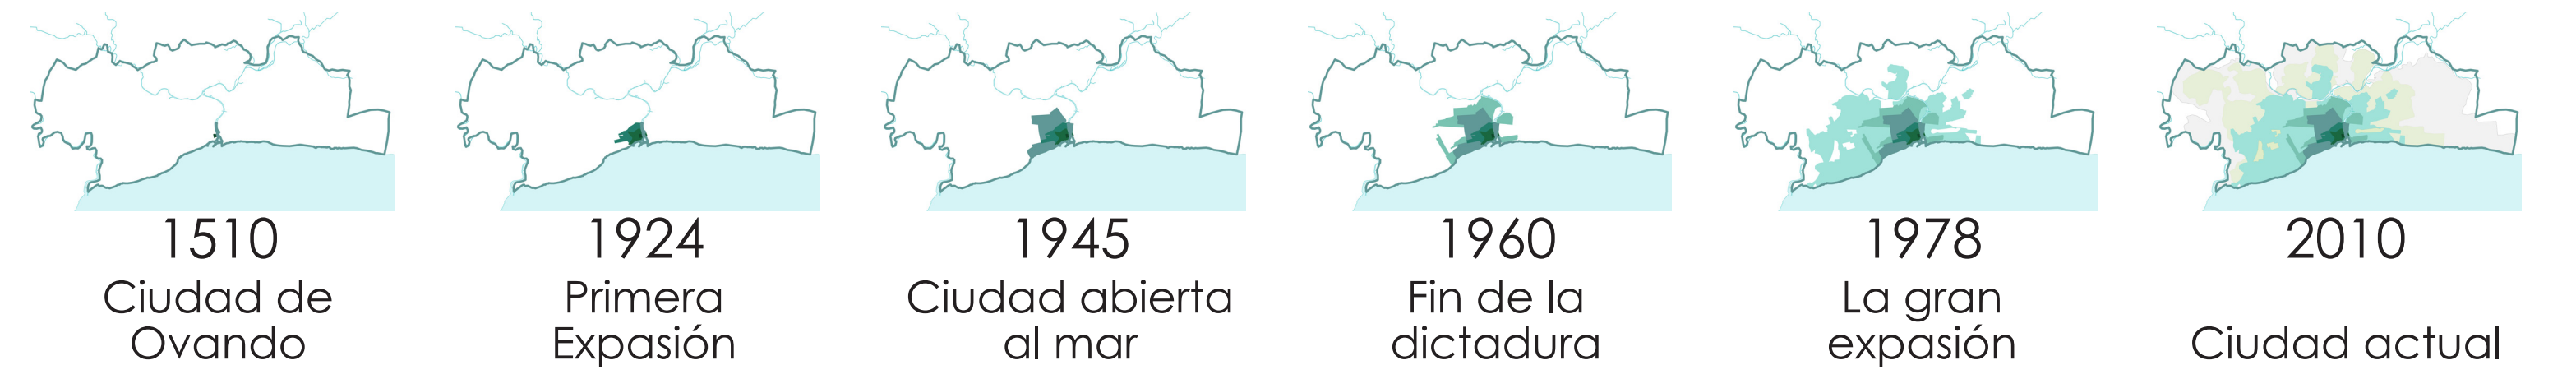 1510
Ciudad de
Ovando
1924
Primera
Expasión
1945
Ciudad abierta
al mar
1960
Fin de la
dictadura
1978
La gran
expasión
2010
Ciudad actual